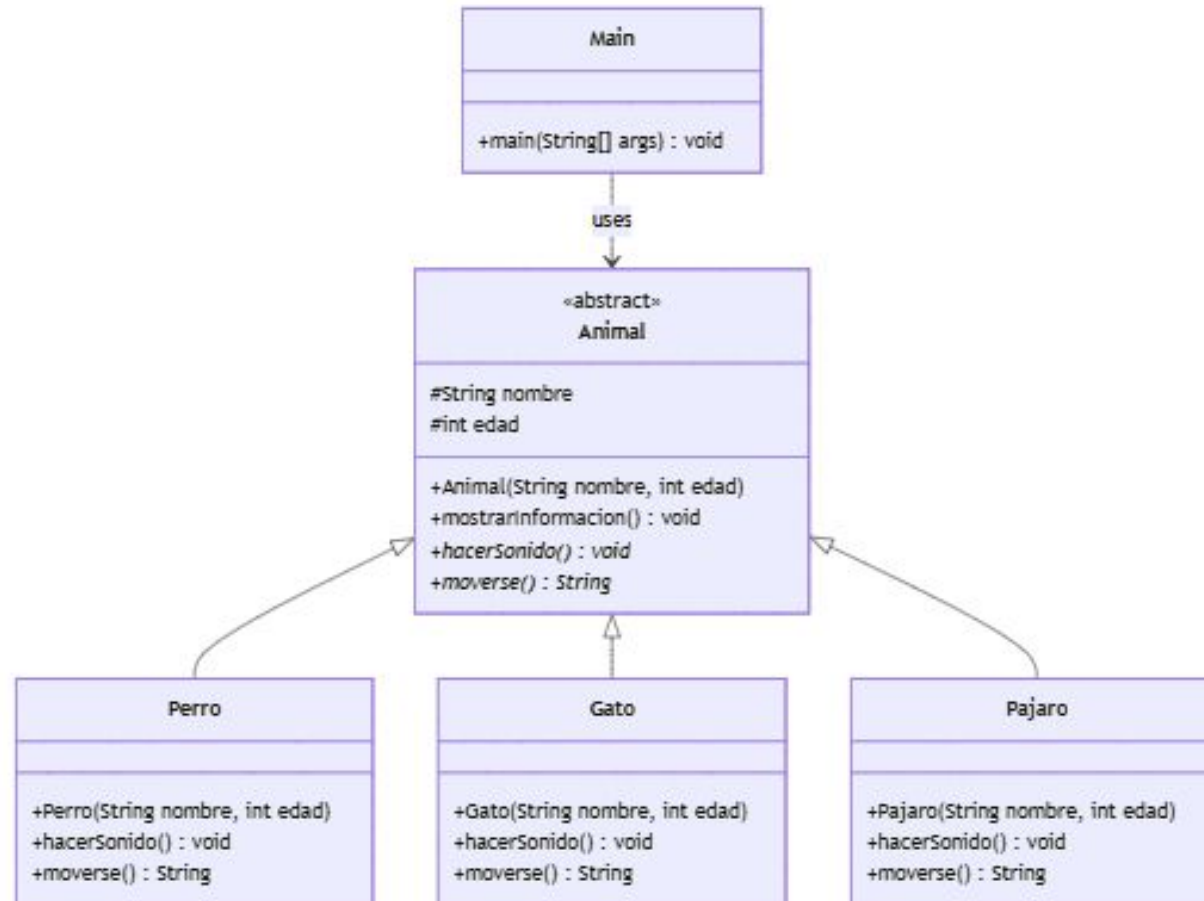 Main
+main(String[] args) : void
uses
«abstract»
Animal
#String nombre
#int edad
+Animal(String nombre, int edad)
+mostrarInformacion() : void
+hacerSonido() : void
+moverse() : String
Perro
+Perro(String nombre, int edad)
+hacerSonido() : void
+moverse() : String
Gato
+Gato(String nombre, int edad)
+hacerSonido() : void
+moverse() : String
Pajaro
+Pajaro(String nombre, int edad)
+hacerSonido() : void
+moverse() : String